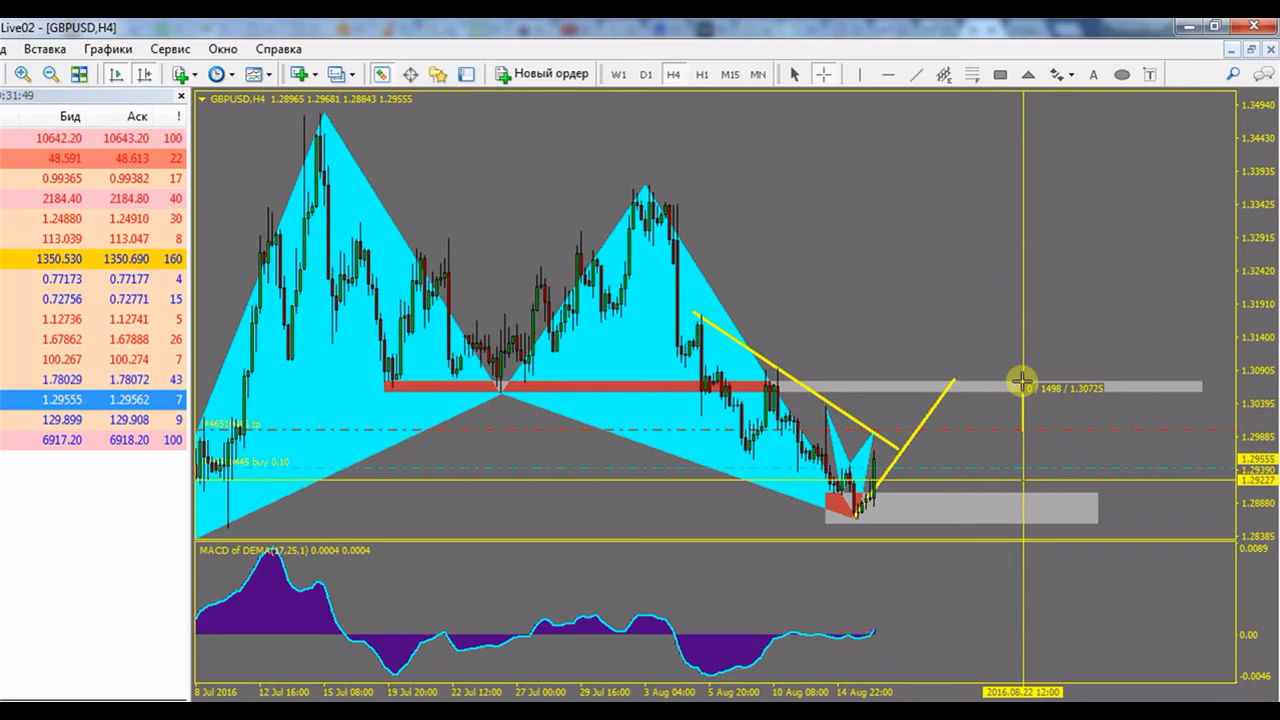 Live02 - [GBPUSD,H4]
Вставка Графики Сервис Окно Справка
Новый ордер W1 D1 H4 H1 M15 MN A T
:31:49
Бид Аск !
10642.20 10643.20 100
48.591 48.613 22
0.99365 0.99382 17
2184.40 2184.80 40
1.24880 1.24910 30
113.039 113.047 8
1350.530 1350.690 160
0.77173 0.77177 4
0.72756 0.72771 15
1.12736 1.12741 5
1.67862 1.67888 26
100.267 100.274 7
1.78029 1.78072 43
1.29555 1.29562 7
129.899 129.908 9
6917.20 6918.20 100
GBPUSD,H4 1.28965 1.29681 1.28843 1.29555
1.34940
1.34430
1.33935
1.33425
1.32915
1.32420
1.31910
1.31400
1.30905
0 / 1498 / 1.30725
1.30395
1.29885
1.29555
buy 0.10
1.29390
1.29227
1.28880
1.28385
MACD of DEMA(17,25,1) 0.0004 0.0004
0.0089
0.00
-0.0046
8 Jul 2016 12 Jul 16:00 15 Jul 08:00 19 Jul 20:00 22 Jul 12:00 27 Jul 00:00 29 Jul 16:00 3 Aug 04:00 5 Aug 20:00 10 Aug 08:00 14 Aug 22:00 2016.08.22 12:00